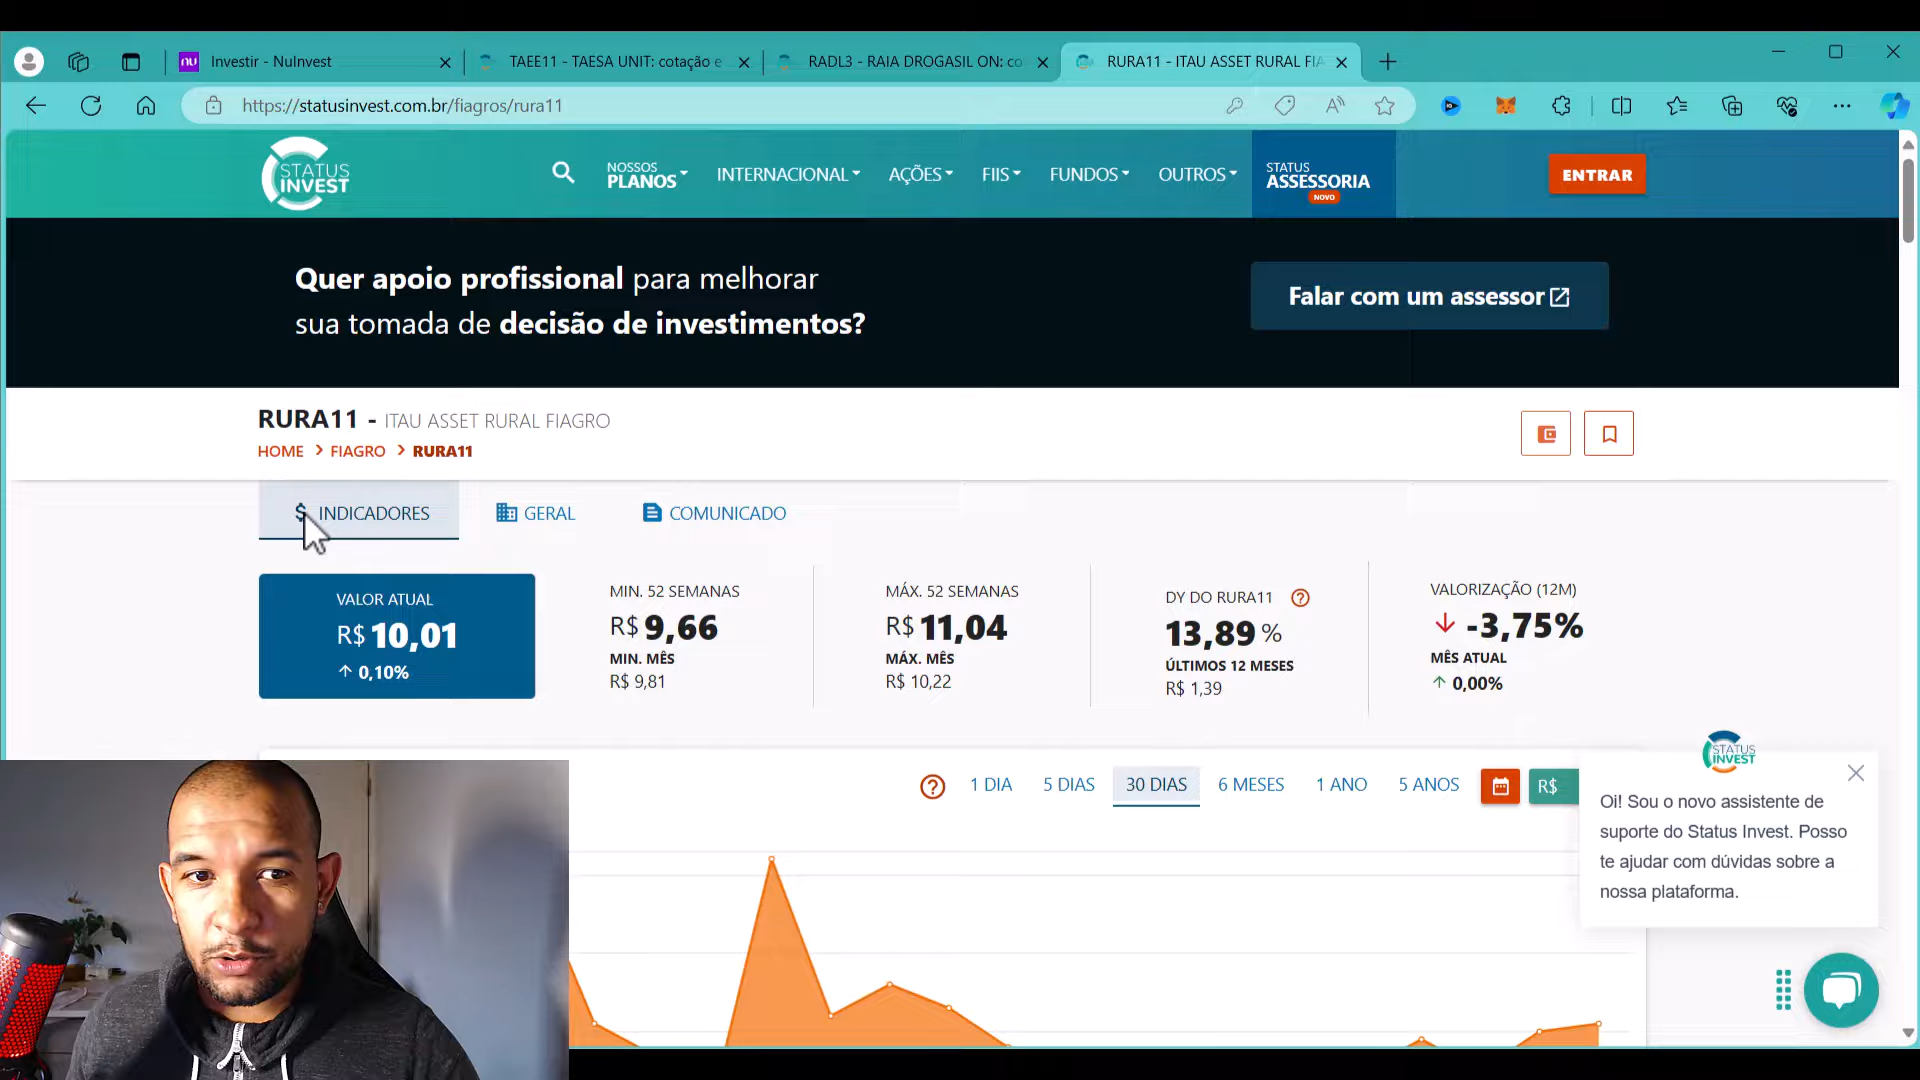 nu Investir - NuInvest
TAEE11 - TAESA UNIT: cotação e
RADL3 - RAIA DROGASIL ON: co
RURA11 - ITAU ASSET RURAL FIA
https://statusinvest.com.br/fiagros/rura11
STATUS INVEST
NOSSOS PLANOS
INTERNACIONAL
AÇÕES
FIIS
FUNDOS
OUTROS
STATUS ASSESSORIA
NOVO
ENTRAR
Quer apoio profissional para melhorar
sua tomada de decisão de investimentos?
Falar com um assessor
RURA11 - ITAU ASSET RURAL FIAGRO
HOME > FIAGRO > RURA11
$ INDICADORES
GERAL
COMUNICADO
VALOR ATUAL
R$ 10,01
↑ 0,10%
MIN. 52 SEMANAS
R$ 9,66
MIN. MÊS
R$ 9,81
MÁX. 52 SEMANAS
R$ 11,04
MÁX. MÊS
R$ 10,22
DY DO RURA11 ?
13,89 %
ÚLTIMOS 12 MESES
R$ 1,39
VALORIZAÇÃO (12M)
↓ -3,75%
MÊS ATUAL
↑ 0,00%
? 1 DIA 5 DIAS 30 DIAS 6 MESES 1 ANO 5 ANOS R$
STATUS INVEST
Oi! Sou o novo assistente de
suporte do Status Invest. Posso
te ajudar com dúvidas sobre a
nossa plataforma.